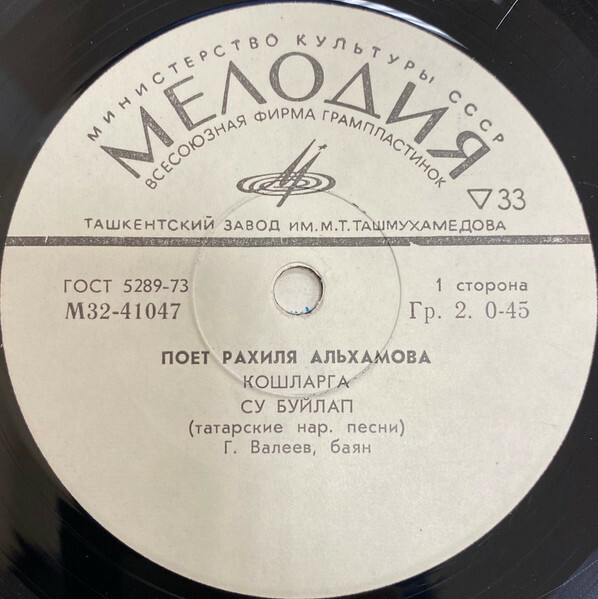 МИНИСТЕРСТВО КУЛЬТУРЫ СССР
МЕЛОДИЯ
ВСЕСОЮЗНАЯ ФИРМА ГРАМПЛАСТИНОК
▽33
ТАШКЕНТСКИЙ ЗАВОД ИМ.М.Т.ТАШМУХАМЕДОВА
ГОСТ 5289-73
1 сторона
М32-41047
Гр. 2. 0-45
ПОЕТ РАХИЛЯ АЛЬХАМОВА
КОШЛАРГА
СУ БУЙЛАП
(татарские нар. песни)
Г. Валеев, баян